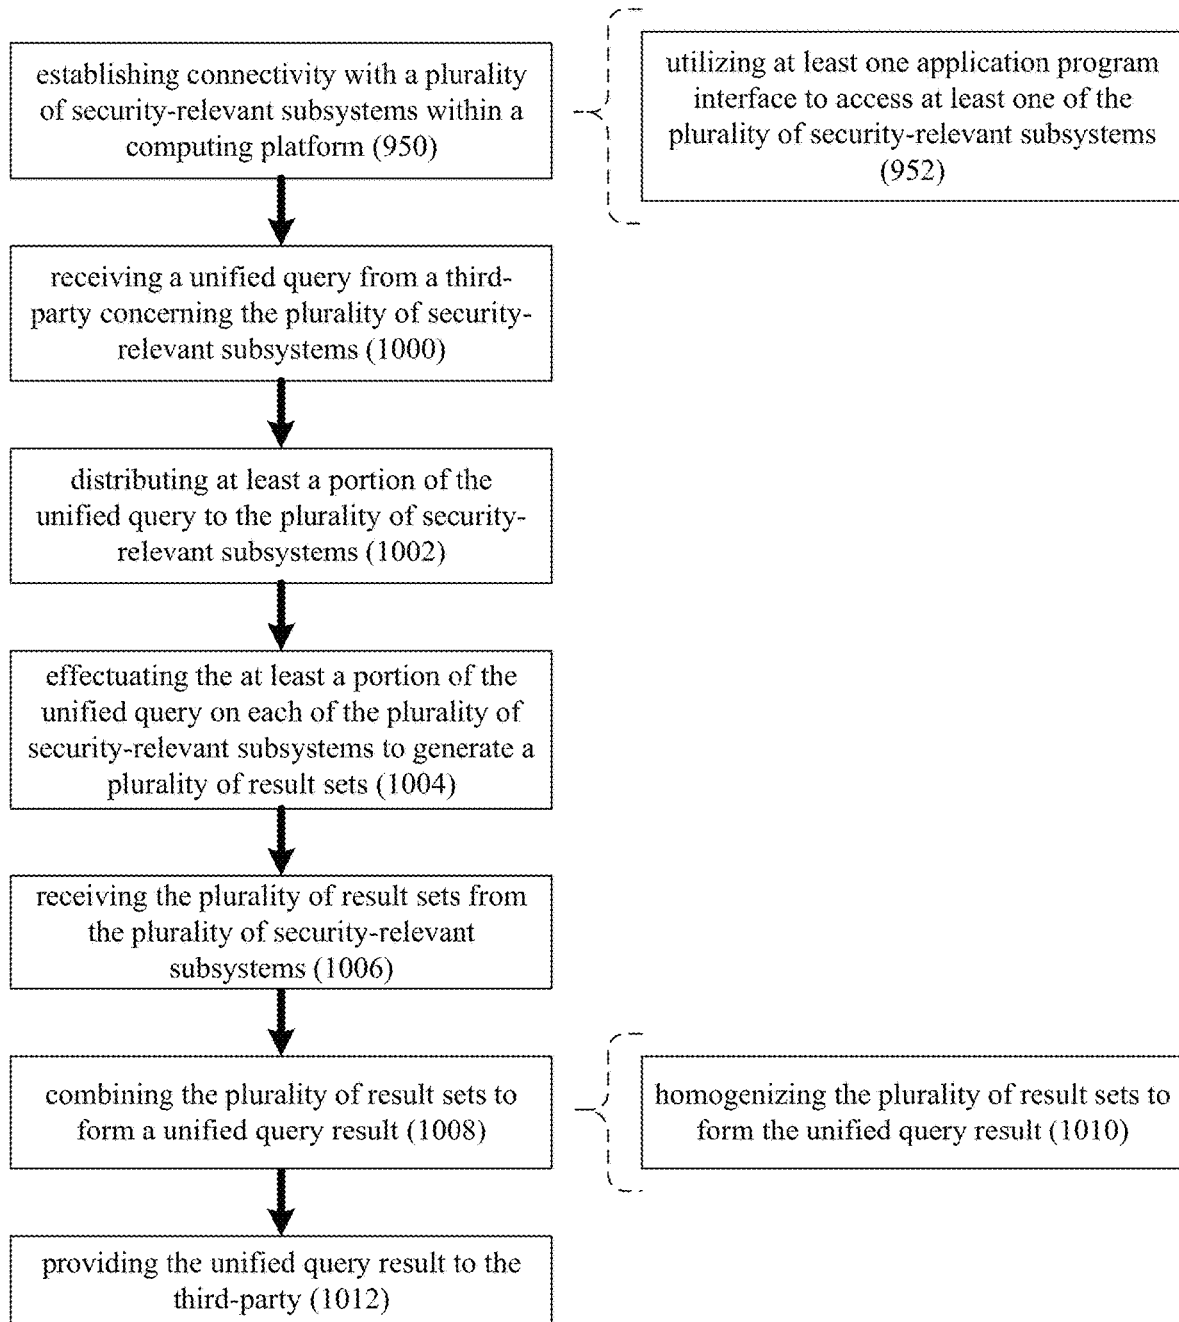 establishing connectivity with a plurality
of security-relevant subsystems within a
computing platform (950)
utilizing at least one application program
interface to access at least one of the
plurality of security-relevant subsystems
(952)
receiving a unified query from a third-
party concerning the plurality of security-
relevant subsystems (1000)
distributing at least a portion of the
unified query to the plurality of security-
relevant subsystems (1002)
effectuating the at least a portion of the
unified query on each of the plurality of
security-relevant subsystems to generate a
plurality of result sets (1004)
receiving the plurality of result sets from
the plurality of security-relevant
subsystems (1006)
combining the plurality of result sets to
form a unified query result (1008)
homogenizing the plurality of result sets to
form the unified query result (1010)
providing the unified query result to the
third-party (1012)